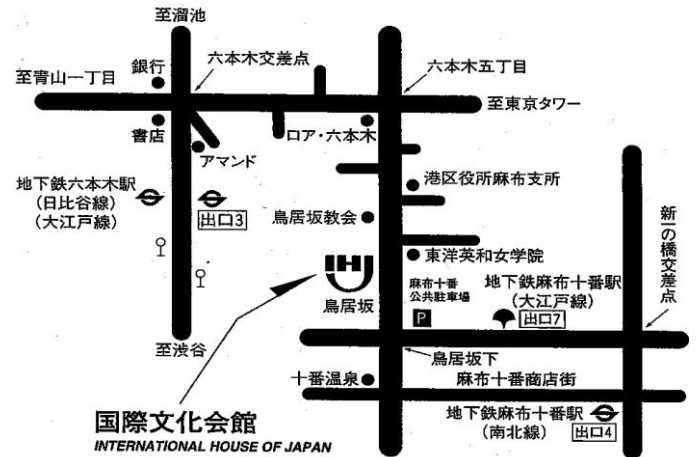 至溜池
銀行
六本木交差点
六本木五丁目
至青山一丁目
至東京タワー
書店
ロア・六本木
アマンド
地下鉄六本木駅
(日比谷線)
(大江戸線)
出口3
港区役所麻布支所
鳥居坂教会
東洋英和女学院
新一の橋交差点
IHJ
鳥居坂
麻布十番
公共駐車場
P
地下鉄麻布十番駅
(大江戸線)
出口7
至渋谷
鳥居坂下
十番温泉
麻布十番商店街
国際文化会館
INTERNATIONAL HOUSE OF JAPAN
地下鉄麻布十番駅
(南北線)
出口4